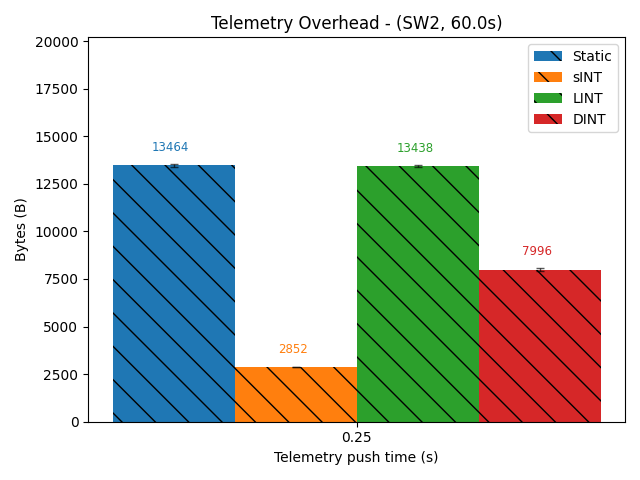 Telemetry Overhead - (SW2, 60.0s)
20000
17500
15000
12500
10000
7500
5000
2500
0
Bytes (B)
Static
sINT
LINT
DINT
13464
2852
13438
7996
0.25
Telemetry push time (s)